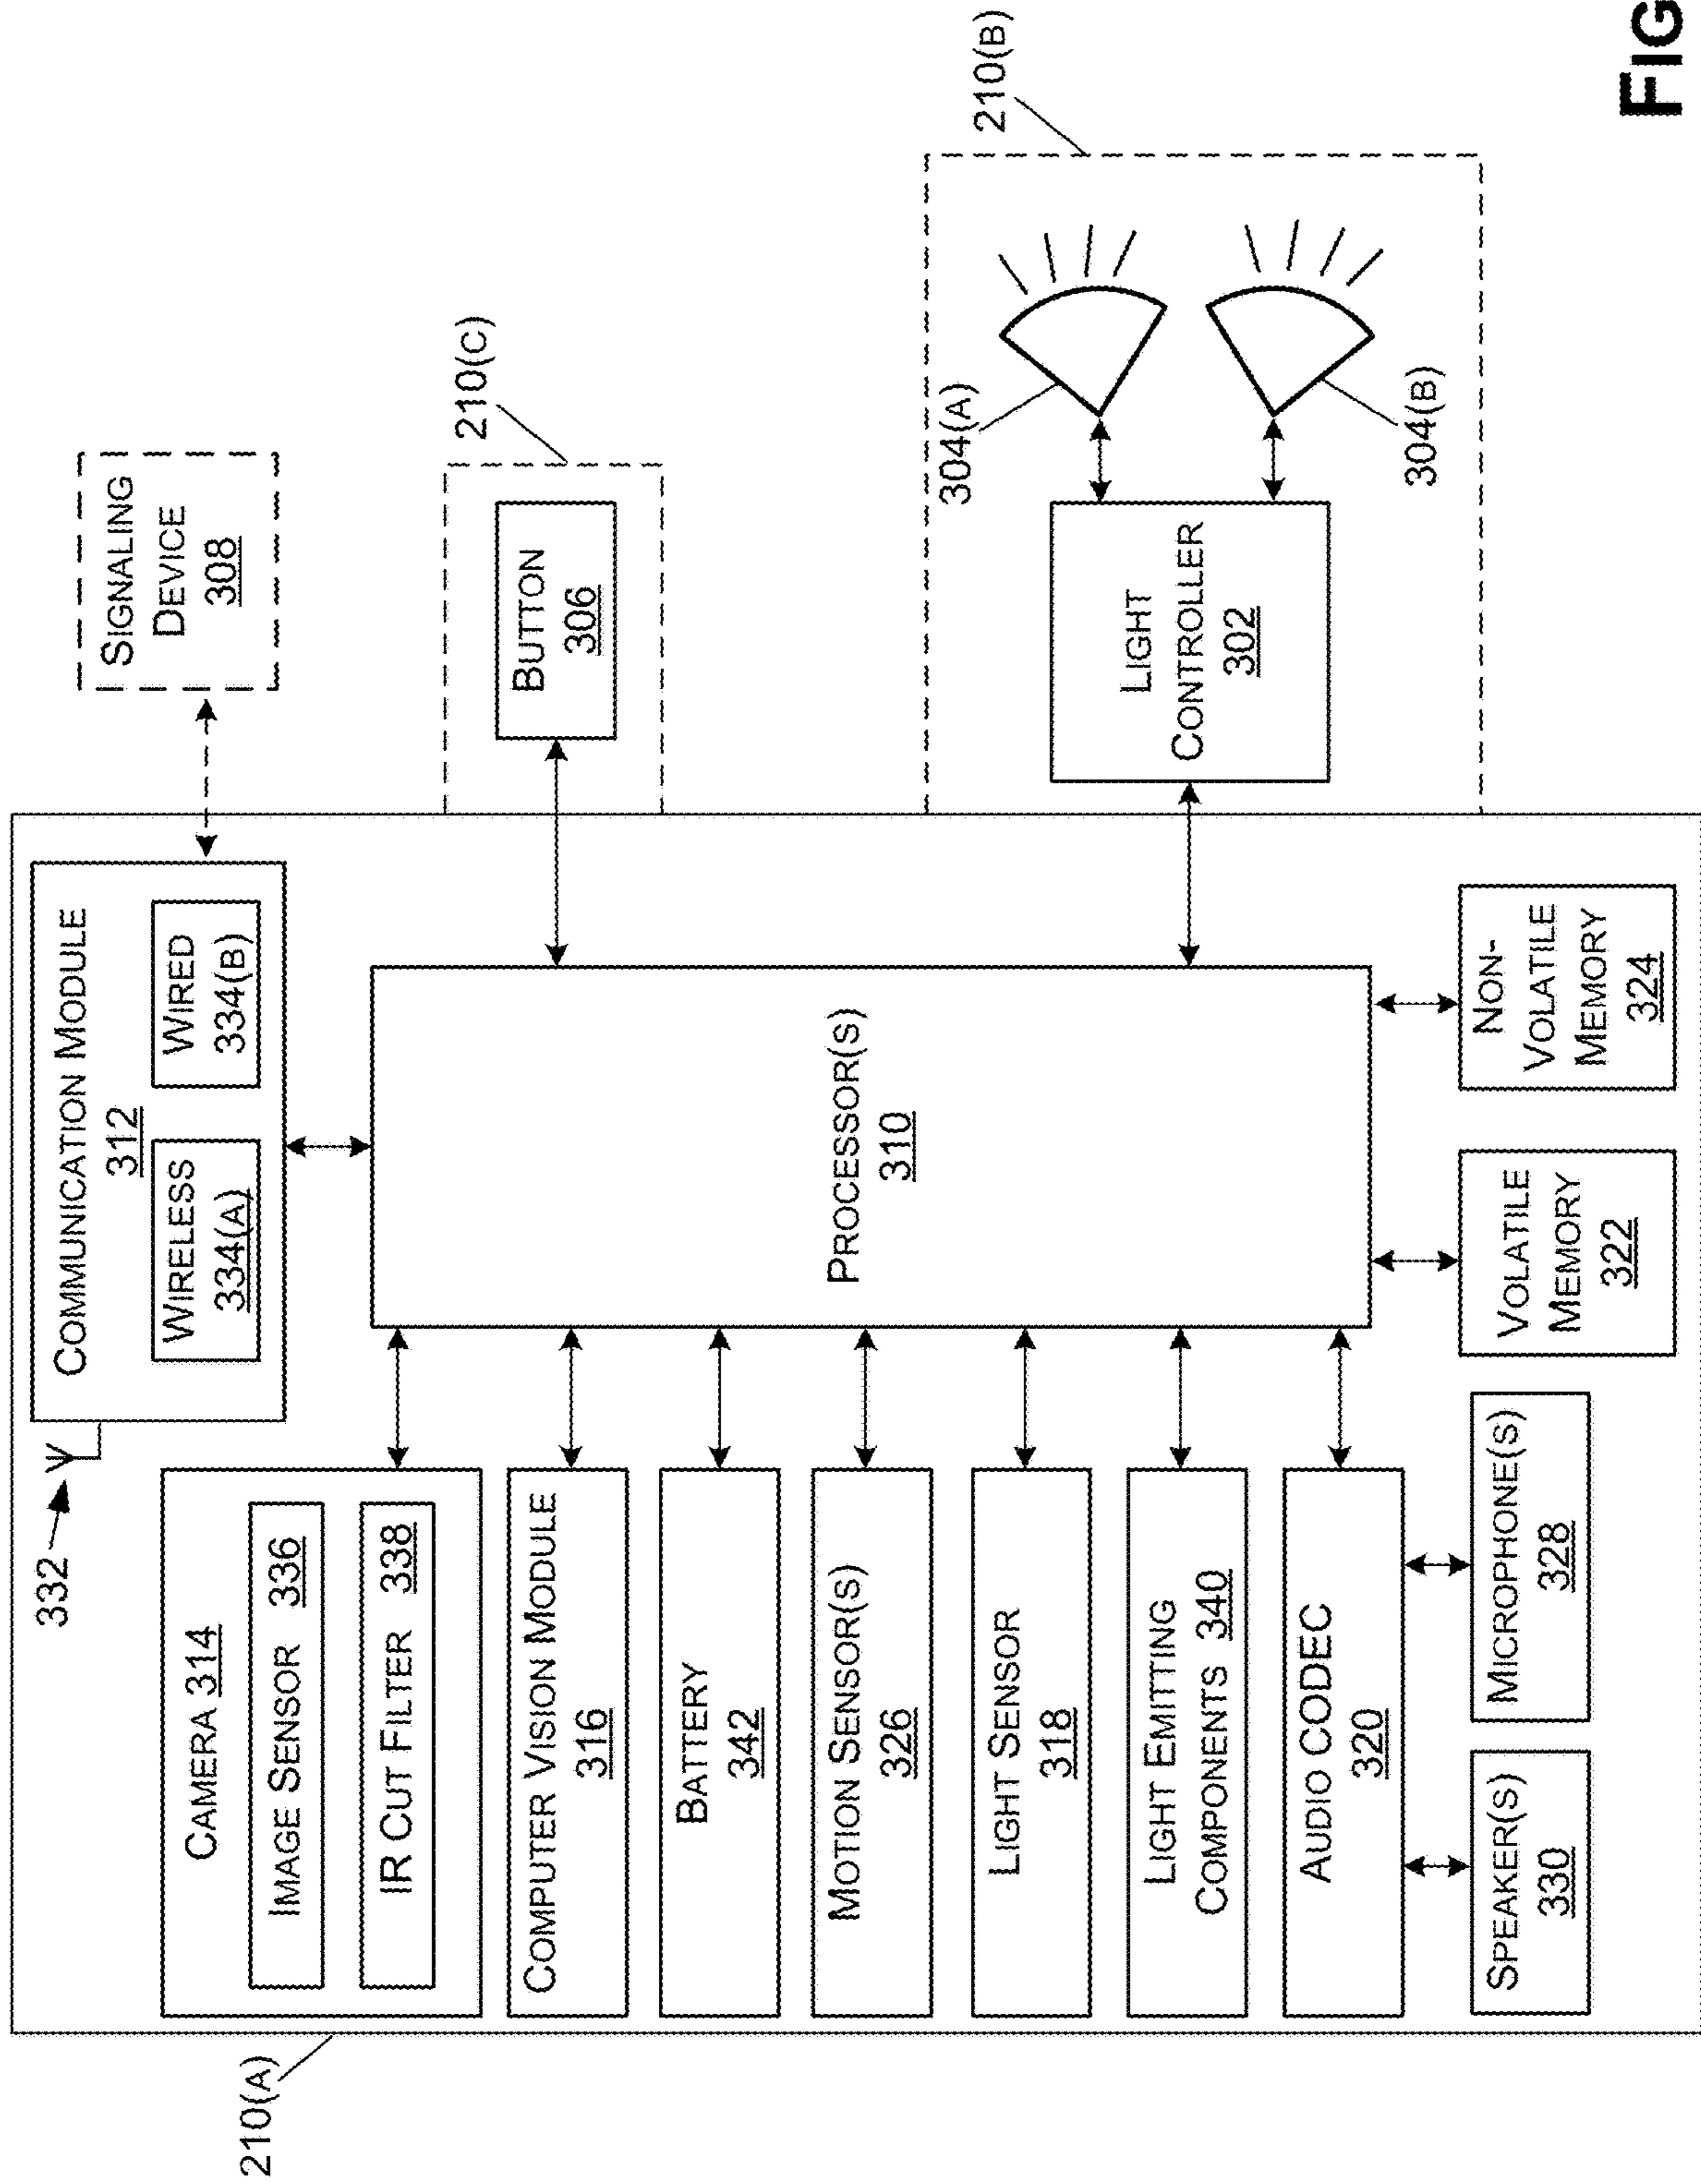 210(A)
332
COMMUNICATION MODULE
312
WIRELESS
334(A)
WIRED
334(B)
SIGNALING
DEVICE
308
CAMERA 314
IMAGE SENSOR 336
IR CUT FILTER 338
COMPUTER VISION MODULE
316
BATTERY
342
MOTION SENSOR(S)
326
LIGHT SENSOR
318
LIGHT EMITTING
COMPONENTS 340
AUDIO CODEC
320
SPEAKER(S)
330
MICROPHONE(S)
328
PROCESSOR(S)
310
VOLATILE
MEMORY
322
NON-
VOLATILE
MEMORY
324
210(C)
BUTTON
306
210(B)
LIGHT
CONTROLLER
302
304(A)
304(B)
FIG